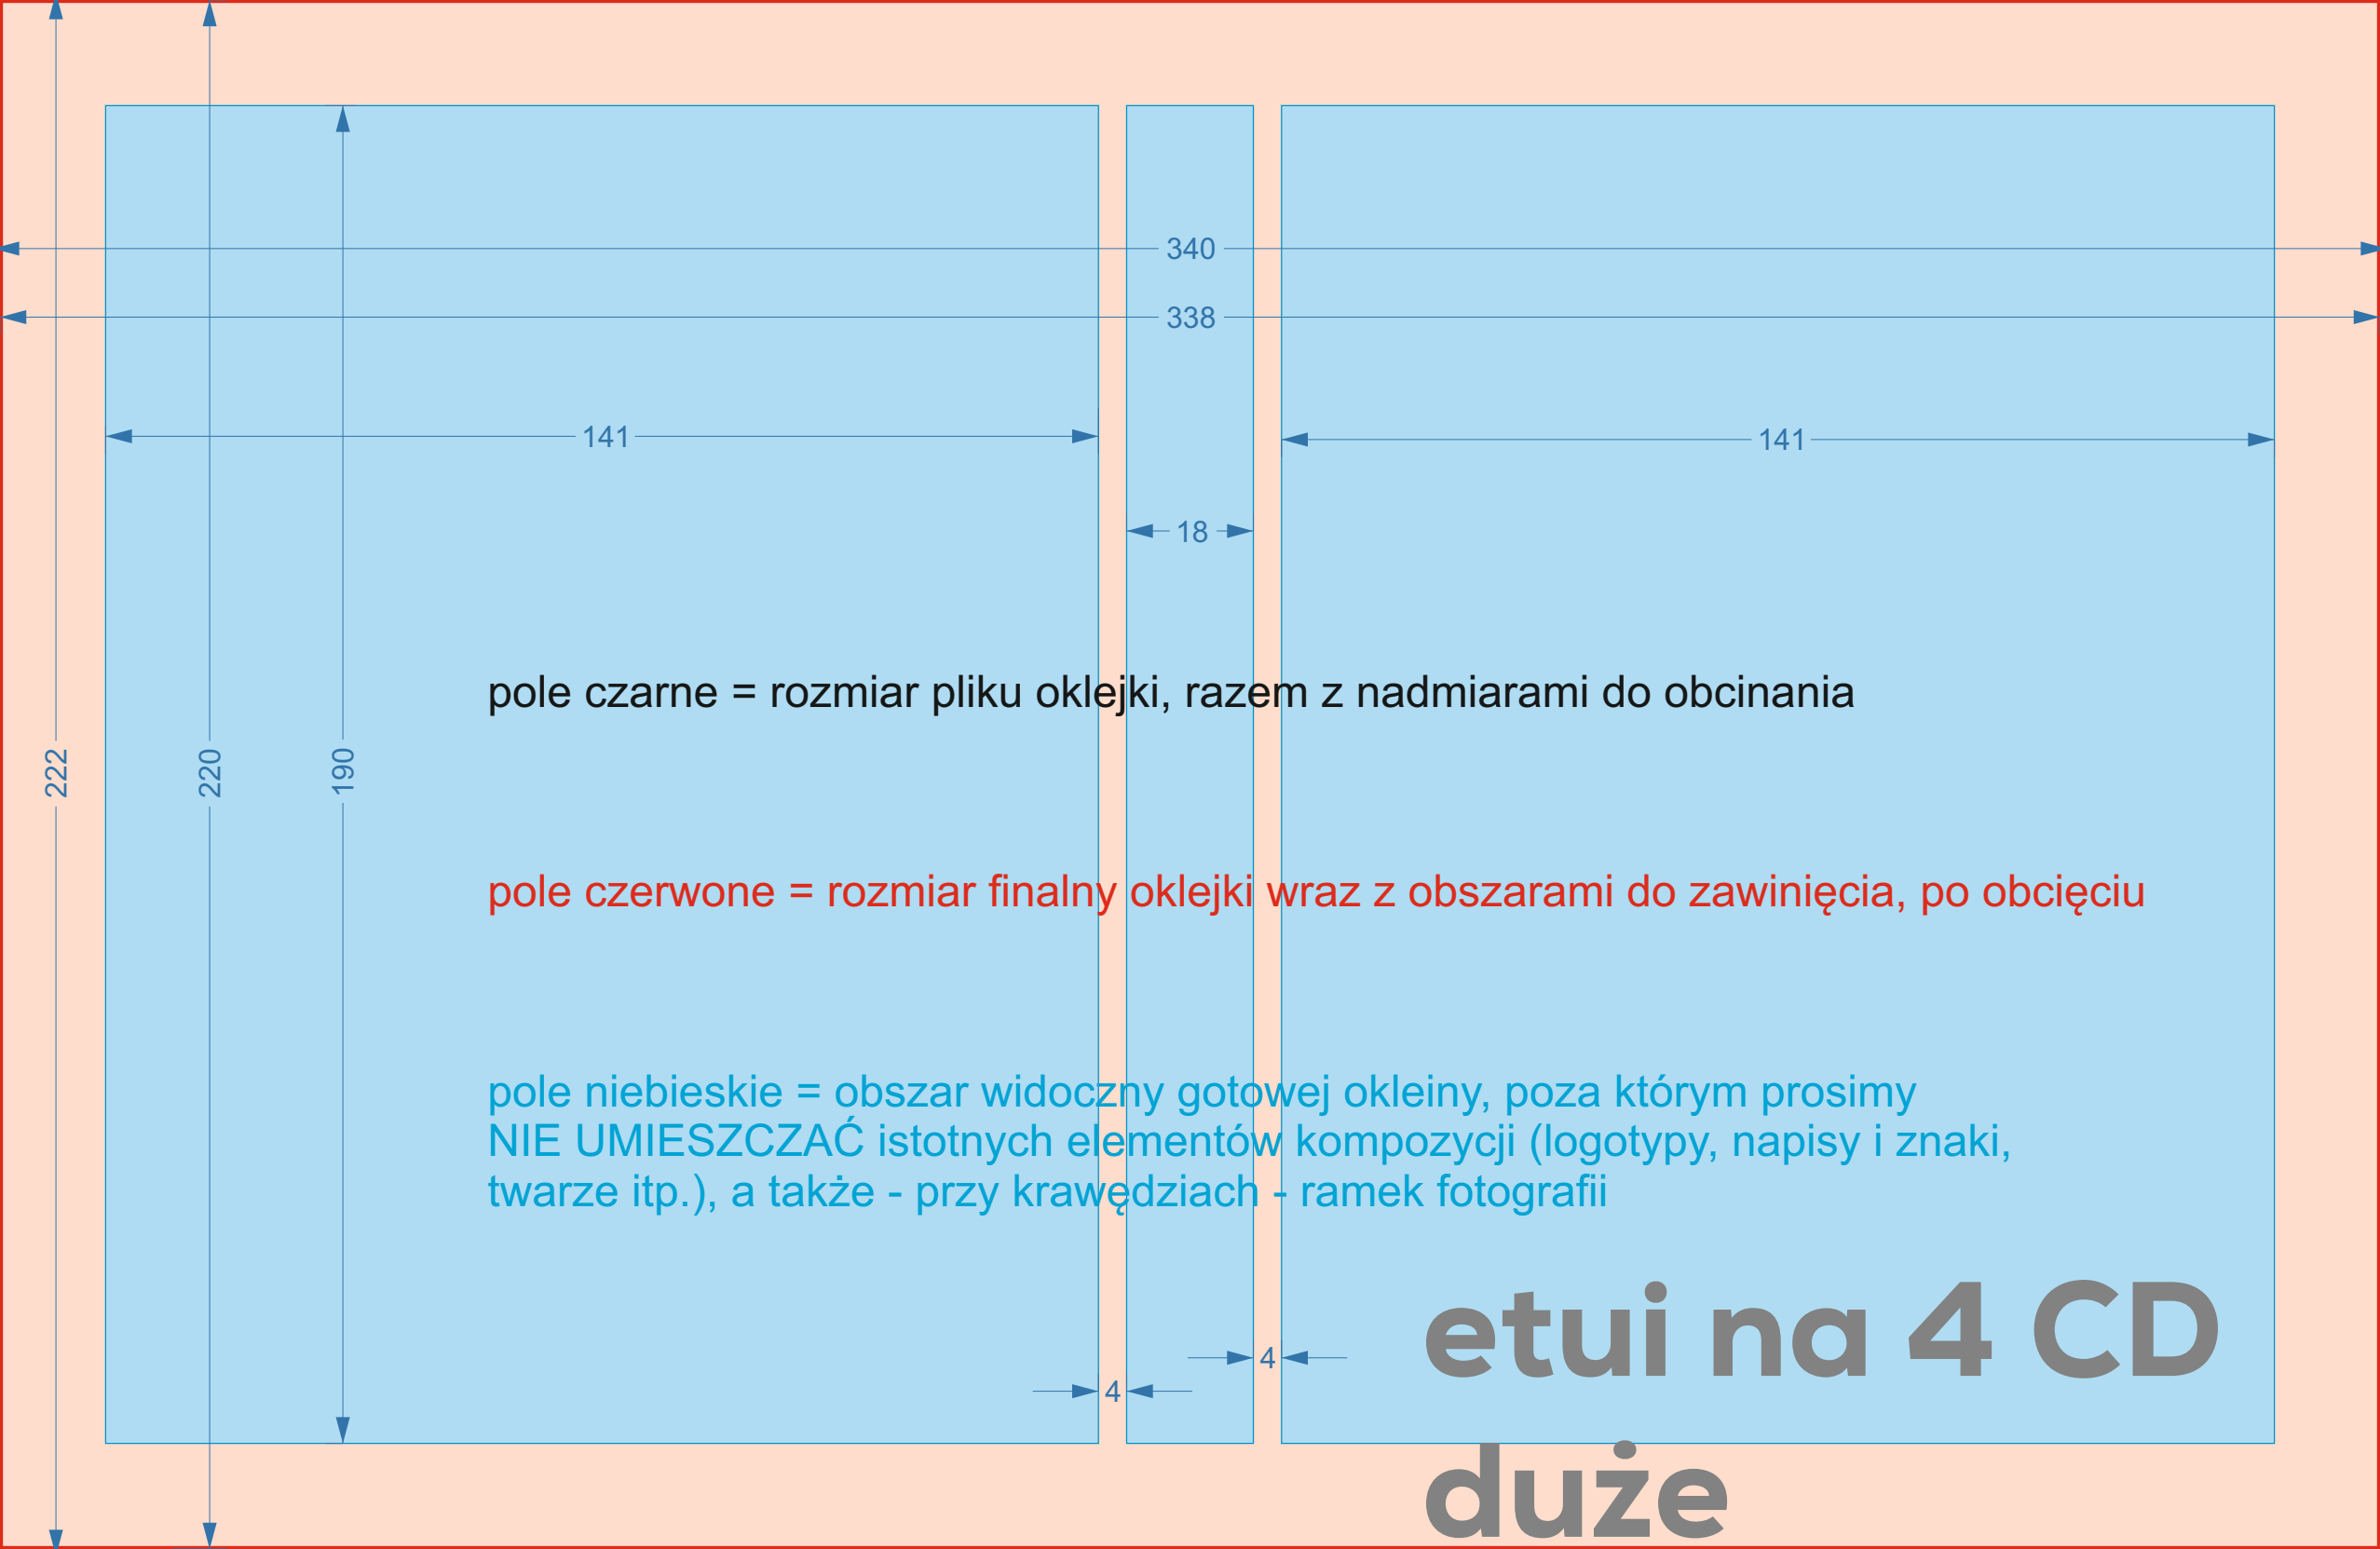 340
338
141
141
18
222
220
190
pole czarne = rozmiar pliku oklejki, razem z nadmiarami do obcinania
pole czerwone = rozmiar finalny oklejki wraz z obszarami do zawinięcia, po obcięciu
pole niebieskie = obszar widoczny gotowej okleiny, poza którym prosimy
NIE UMIESZCZAĆ istotnych elementów kompozycji (logotypy, napisy i znaki,
twarze itp.), a także - przy krawędziach - ramek fotografii
etui na 4 CD
4
4
duże